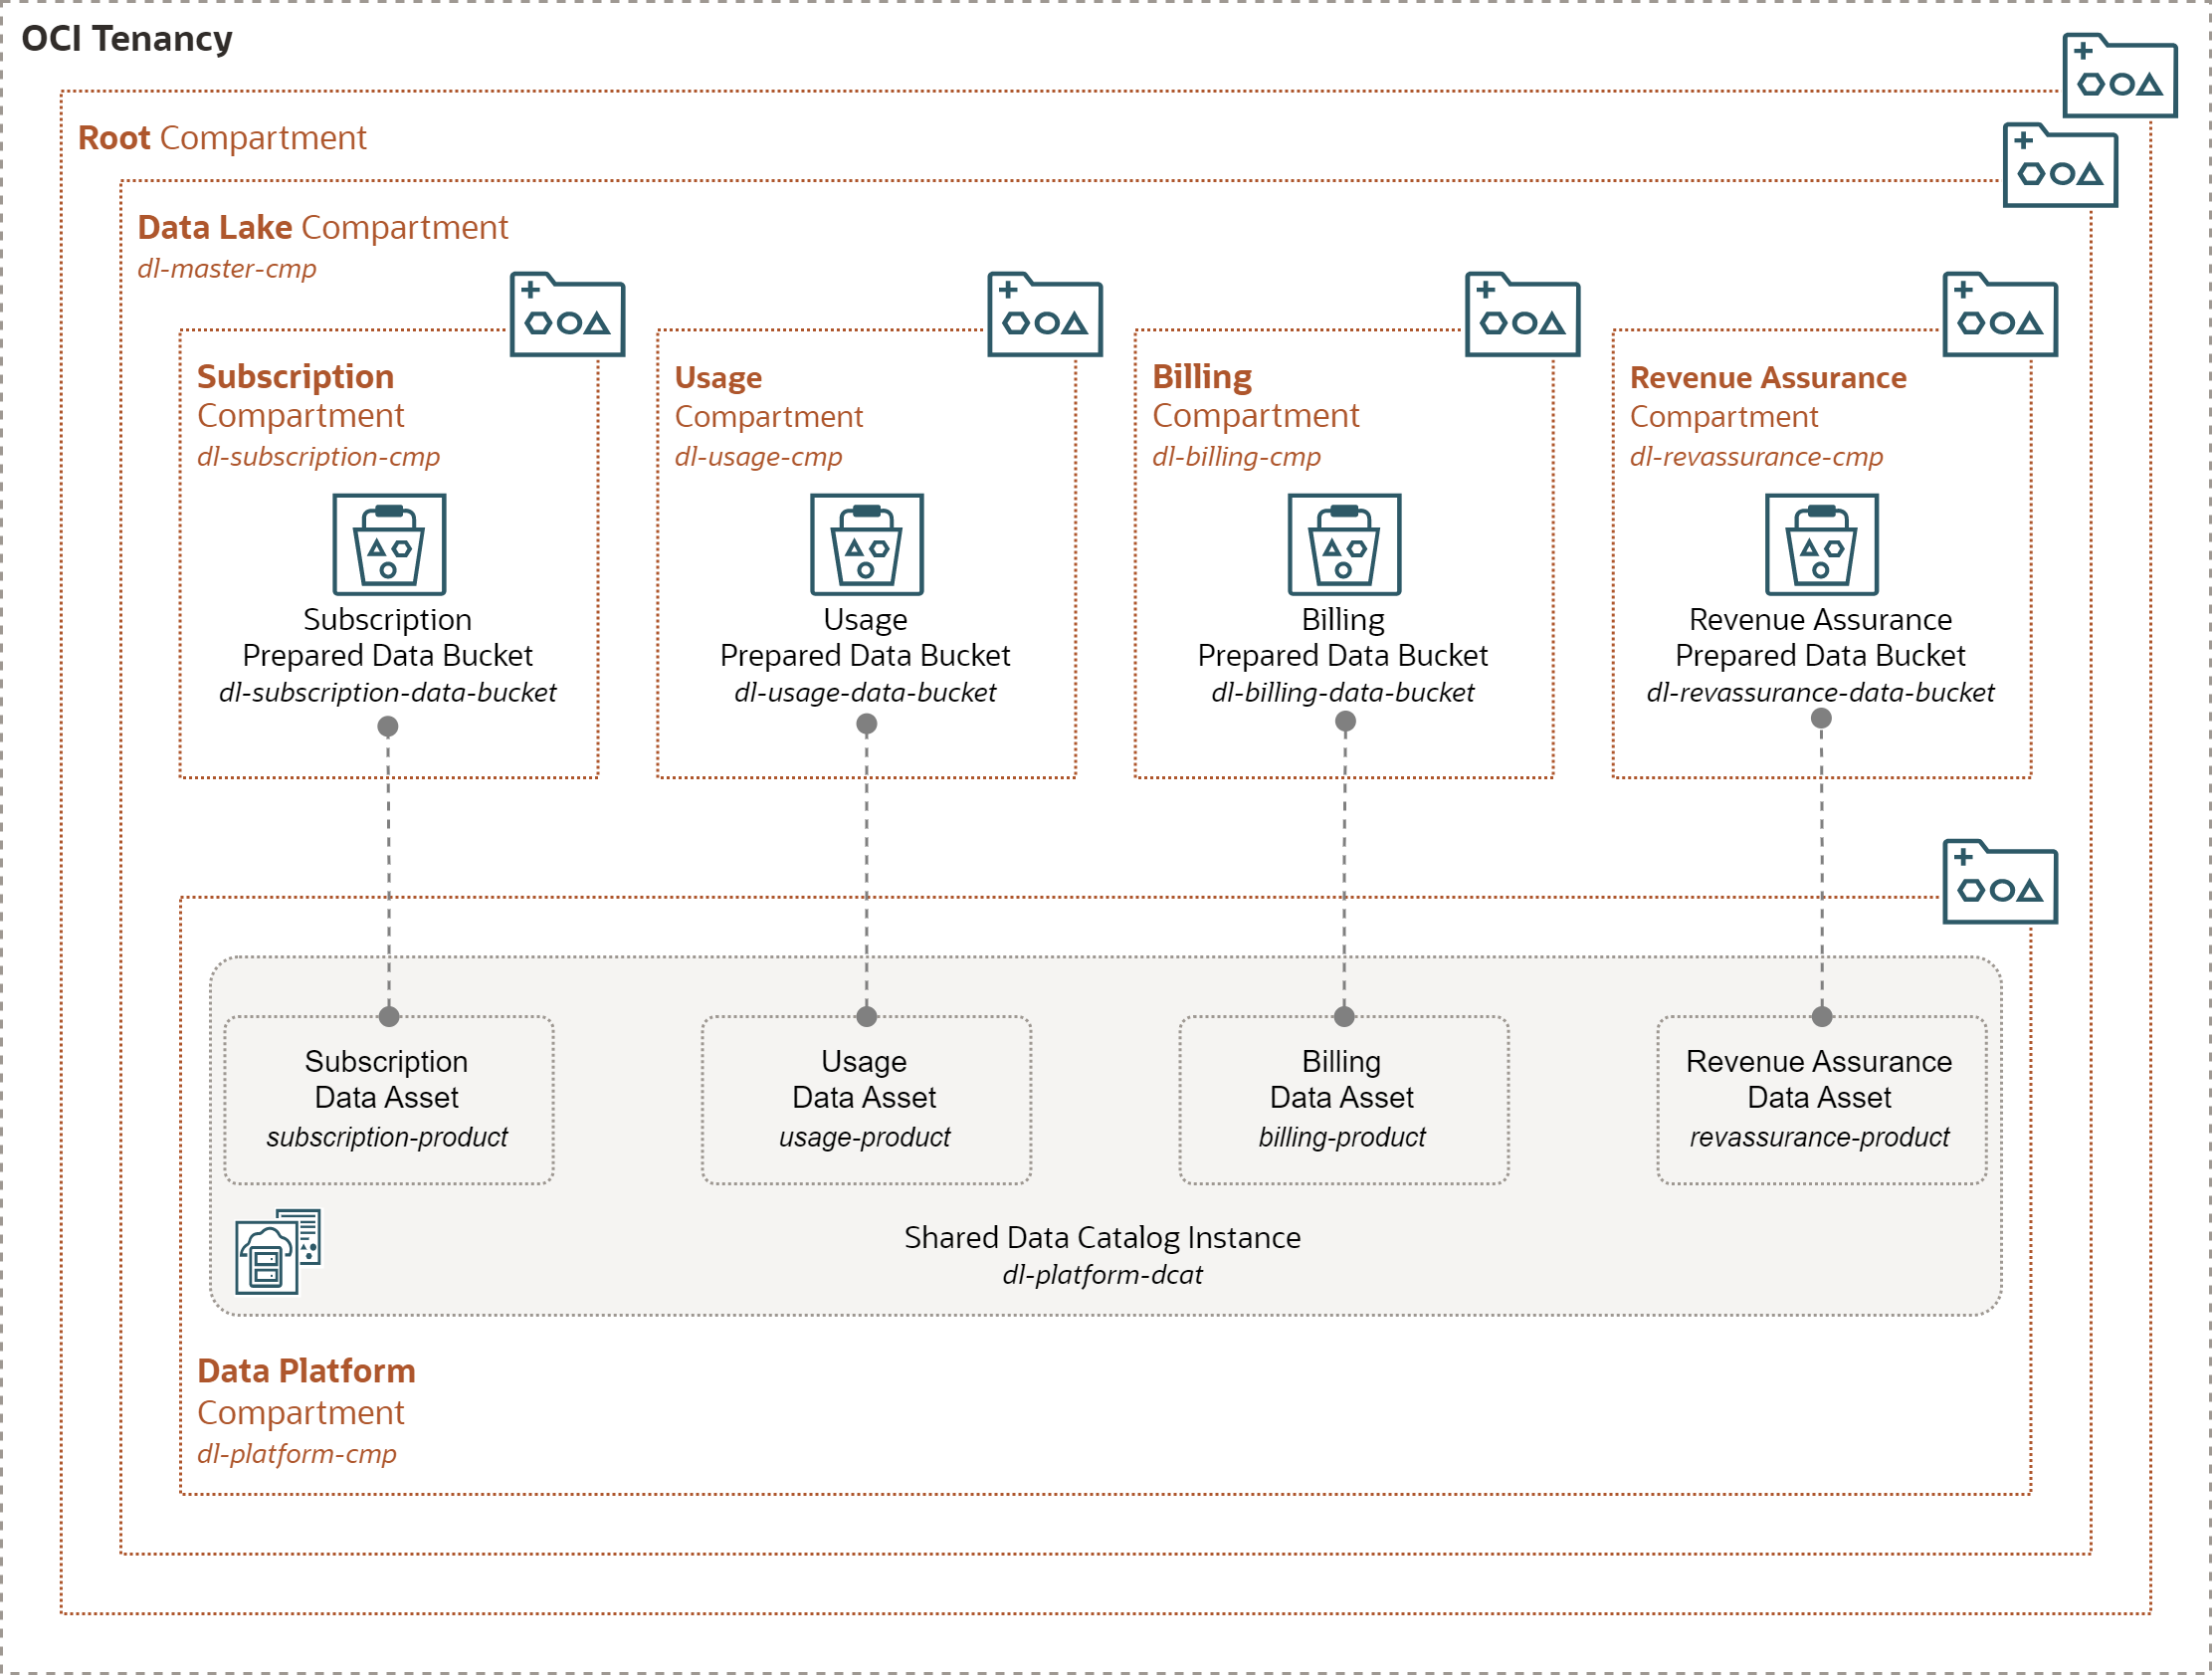 OCI Tenancy
Root Compartment
Data Lake Compartment
dl-master-cmp
Subscription
Compartment
dl-subscription-cmp
Subscription
Prepared Data Bucket
dl-subscription-data-bucket
Usage
Compartment
dl-usage-cmp
Usage
Prepared Data Bucket
dl-usage-data-bucket
Billing
Compartment
dl-billing-cmp
Billing
Prepared Data Bucket
dl-billing-data-bucket
Revenue Assurance
Compartment
dl-revassurance-cmp
Revenue Assurance
Prepared Data Bucket
dl-revassurance-data-bucket
Subscription
Data Asset
subscription-product
Usage
Data Asset
usage-product
Billing
Data Asset
billing-product
Revenue Assurance
Data Asset
revassurance-product
Shared Data Catalog Instance
dl-platform-dcat
Data Platform
Compartment
dl-platform-cmp